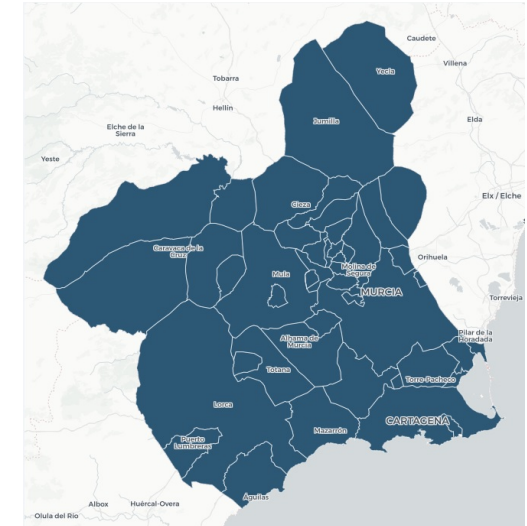 Caudete
Villena
Yecla
Tobarra
Hellín
Elda
Jumilla
Elche de la
Sierra
Yeste
Elx / Elche
Cieza
Caravaca de la
Cruz
Orihuela
Molina de
Segura
Mula
MURCIA
Torrevieja
Pilar de la
Horadada
Alhama de
Murcia
Totana
Torre-Pacheco
Lorca
CARTAGENA
Mazarrón
Puerto
Lumbreras
Águilas
Albox
Huércal-Overa
Olula del Río